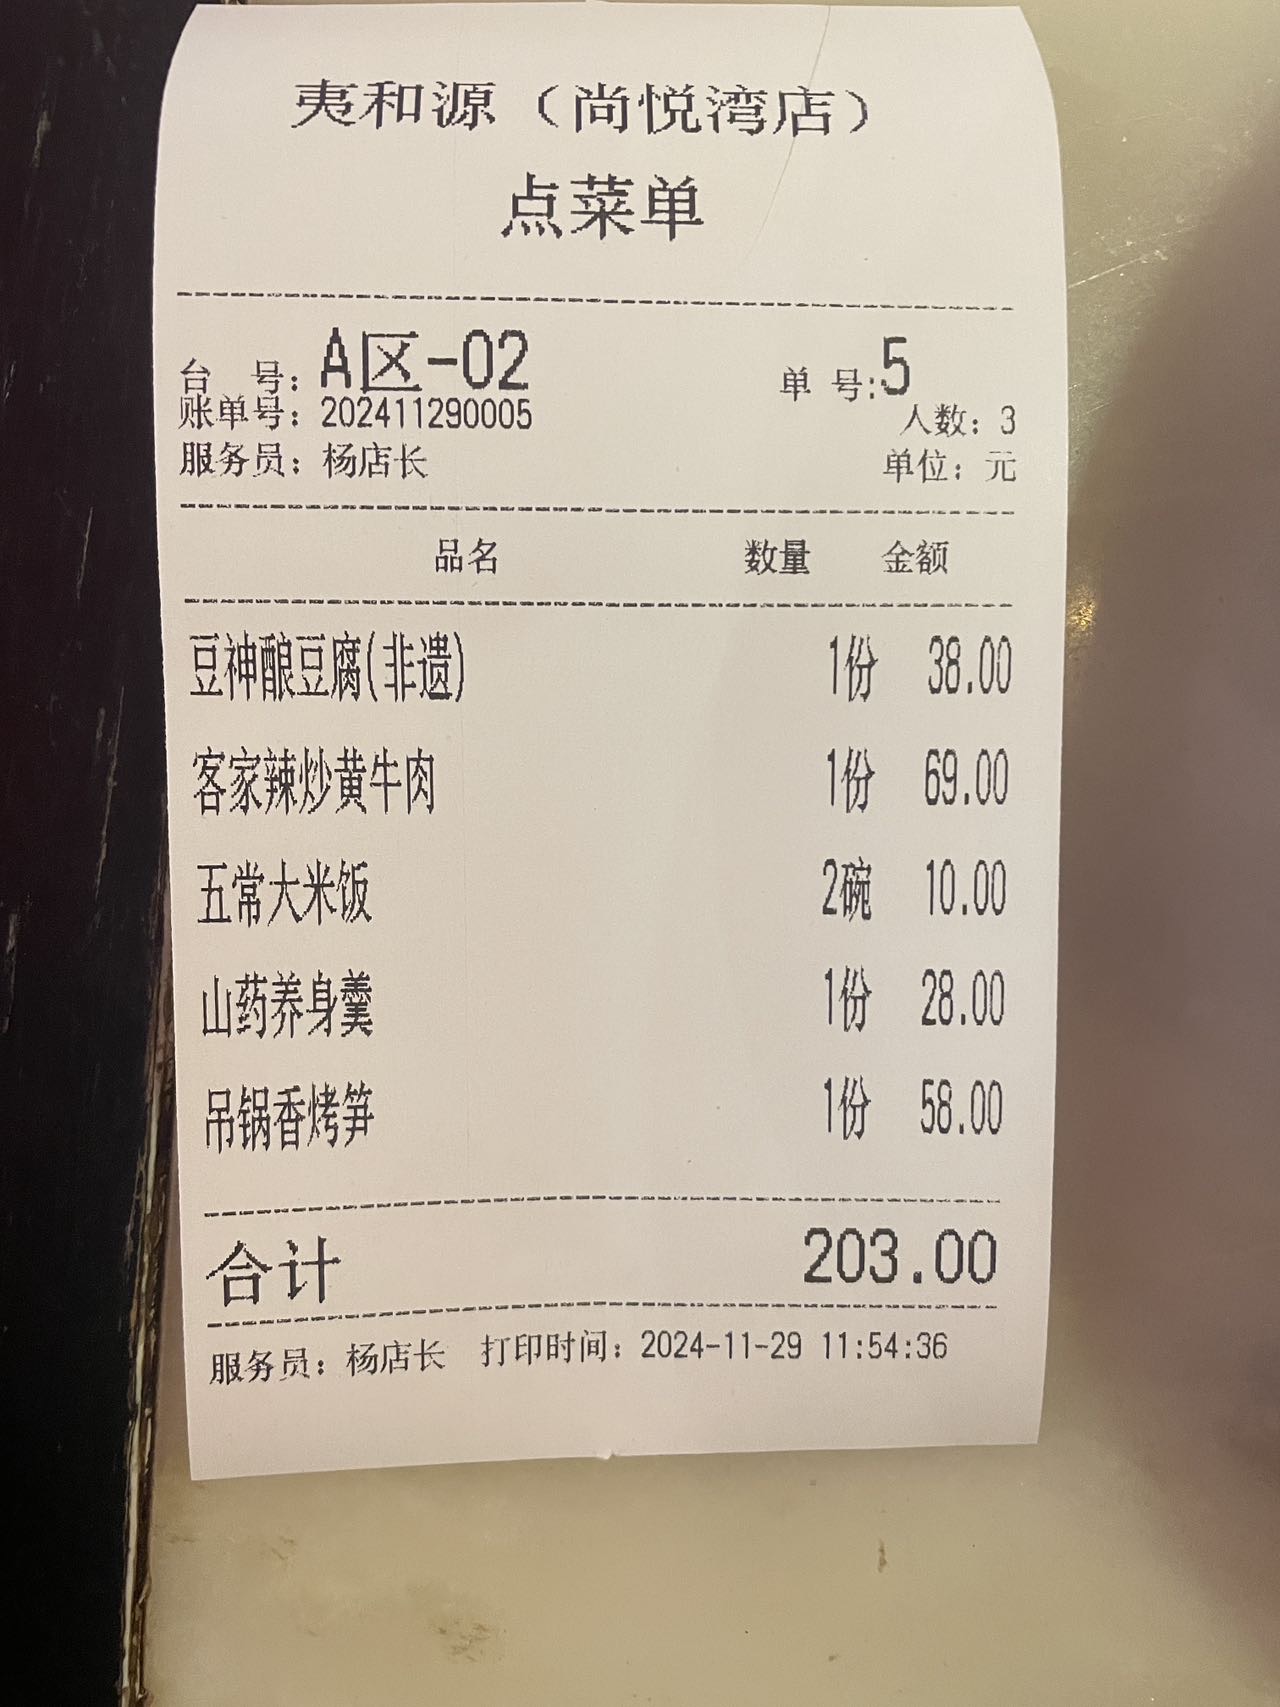 夷和源（尚悦湾店）
点菜单
台 号：A区-02 单 号:5
账单号：202411290005 人数：3
服务员：杨店长 单位：元
品名 数量 金额
豆神酿豆腐(非遗) 1份 38.00
客家辣炒黄牛肉 1份 69.00
五常大米饭 2碗 10.00
山药养身羹 1份 28.00
吊锅香烤笋 1份 58.00
合计 203.00
服务员：杨店长 打印时间：2024-11-29 11:54:36